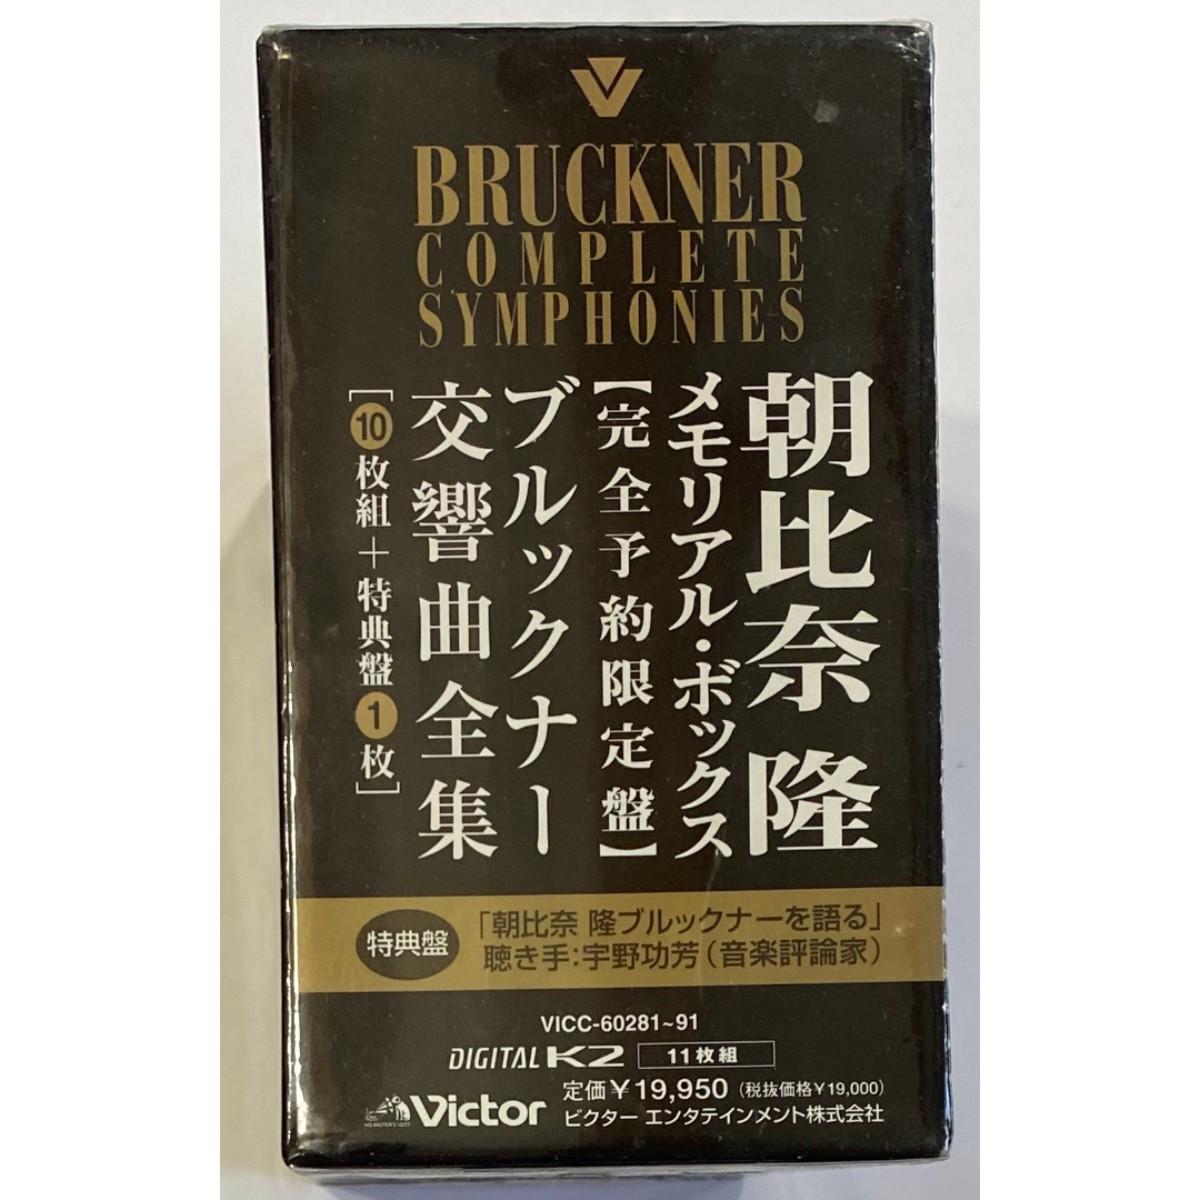 BRUCKNER
COMPLETE
SYMPHONIES
朝比奈 隆
メモリアル・ボックス
【完全予約限定盤】
ブルックナー
交響曲全集
[10枚組+特典盤1枚]
特典盤
「朝比奈 隆ブルックナーを語る」
聴き手:宇野功芳(音楽評論家)
VICC-60281~91
DIGITAL K2 11枚組
定価¥19,950(税抜価格¥19,000)
Victor ビクター エンタテインメント株式会社
HIS MASTER'S VOICE